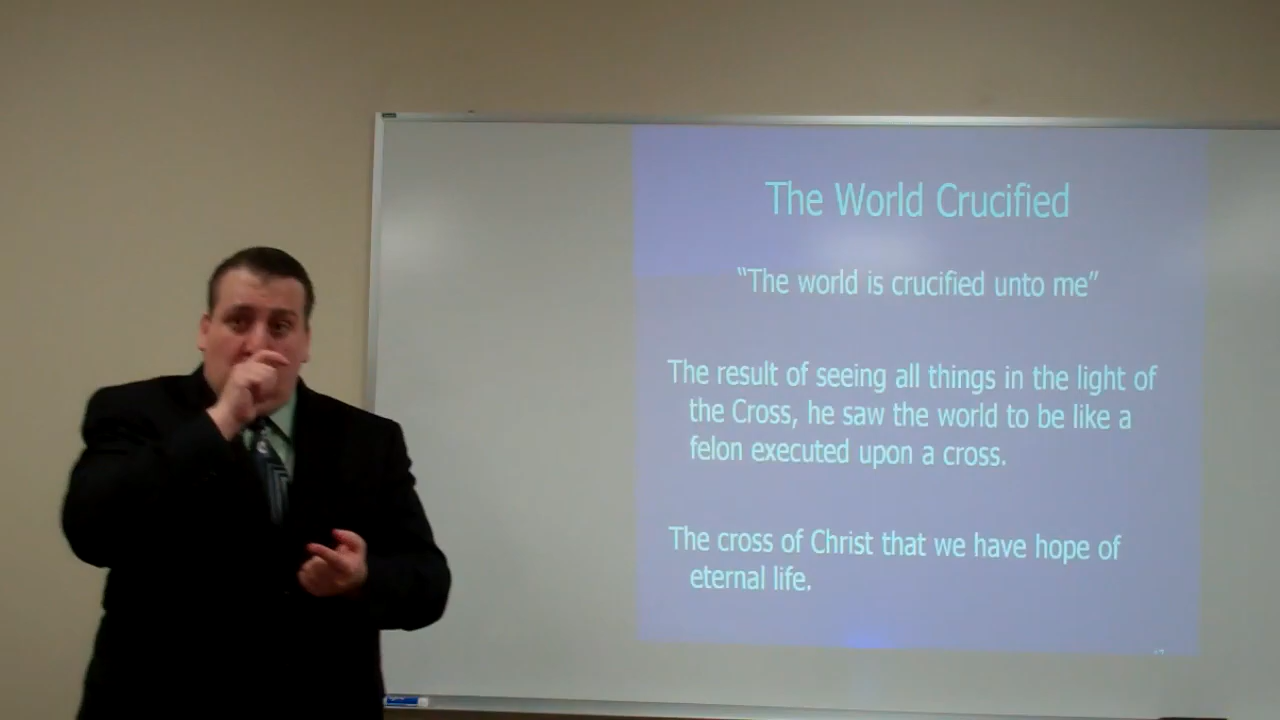 The World Crucified
“The world is crucified unto me”
The result of seeing all things in the light of
the Cross, he saw the world to be like a
felon executed upon a cross.
The cross of Christ that we have hope of
eternal life.